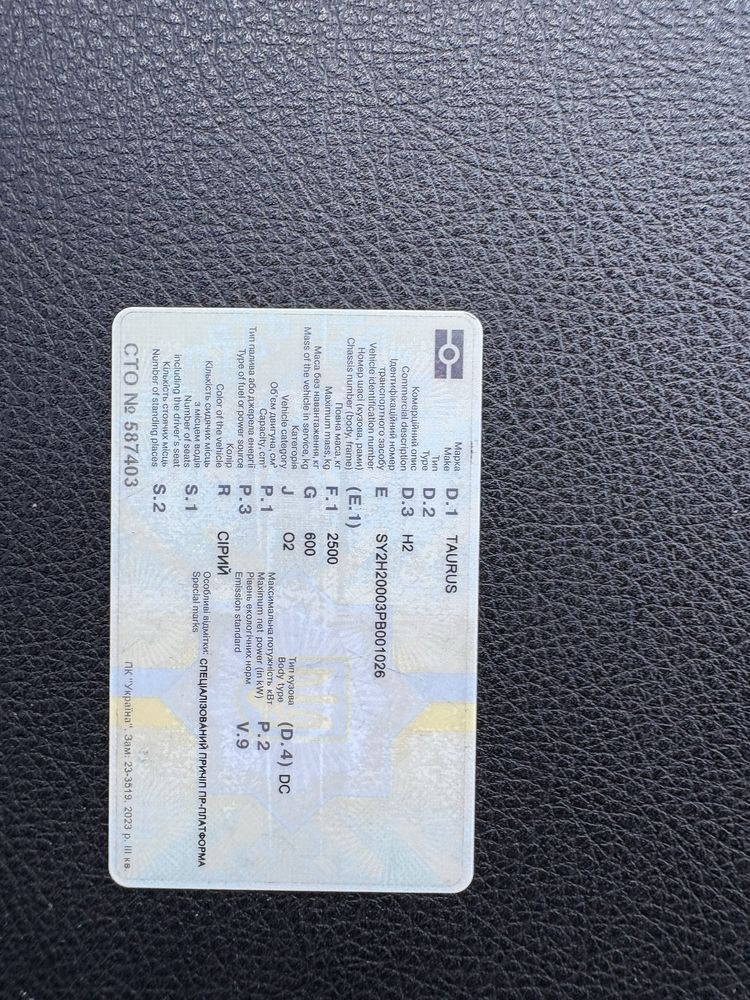 Марка
Make D.1 TAURUS
Тип
Type D.2
Комерційний опис
Commercial description D.3 H2
Ідентифікаційний номер
транспортного засобу
Vehicle identification number E SY2H20003PB001026
Номер шасі (кузова, рами)
Chassis number (body, frame) (E.1)
Повна маса, кг
Maximum mass, kg F.1 2500
Маса без навантаження, кг
Mass of the vehicle in service, kg G 600
Категорія
Vehicle category J O2
Тип кузова
Body type (D.4) DC
Об'єм двигуна, см³
Capacity, cm³ P.1
Максимальна потужність кВт
Maximum net power (in kW) P.2
Тип палива або джерела енергії
Type of fuel or power source P.3
Рівень екологічних норм
Emission standard V.9
Колір
Color of the vehicle R СІРИЙ
Кількість сидячих місць
з місцем водія
Number of seats
including the driver's seat S.1
Особливі відмітки: СПЕЦІАЛІЗОВАНИЙ ПРИЧІП ПР-ПЛАТФОРМА
Special marks
Кількість стоячих місць
Number of standing places S.2
СТО № 587403
ПК "Україна". Зам. 23-3519. 2023 р. III кв.